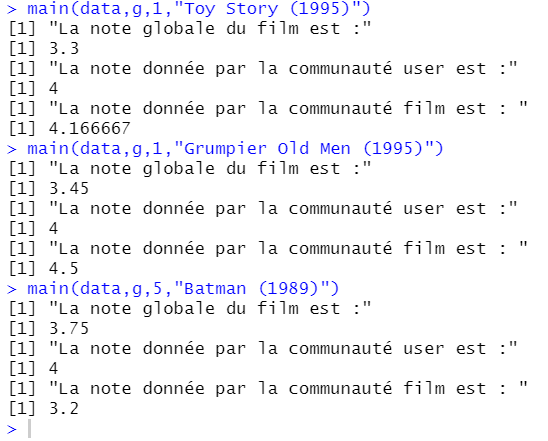 > main(data,g,1,"Toy Story (1995)")
[1] "La note globale du film est :"
[1] 3.3
[1] "La note donnée par la communauté user est :"
[1] 4
[1] "La note donnée par la communauté film est : "
[1] 4.166667
> main(data,g,1,"Grumpier Old Men (1995)")
[1] "La note globale du film est :"
[1] 3.45
[1] "La note donnée par la communauté user est :"
[1] 4
[1] "La note donnée par la communauté film est : "
[1] 4.5
> main(data,g,5,"Batman (1989)")
[1] "La note globale du film est :"
[1] 3.75
[1] "La note donnée par la communauté user est :"
[1] 4
[1] "La note donnée par la communauté film est : "
[1] 3.2
>